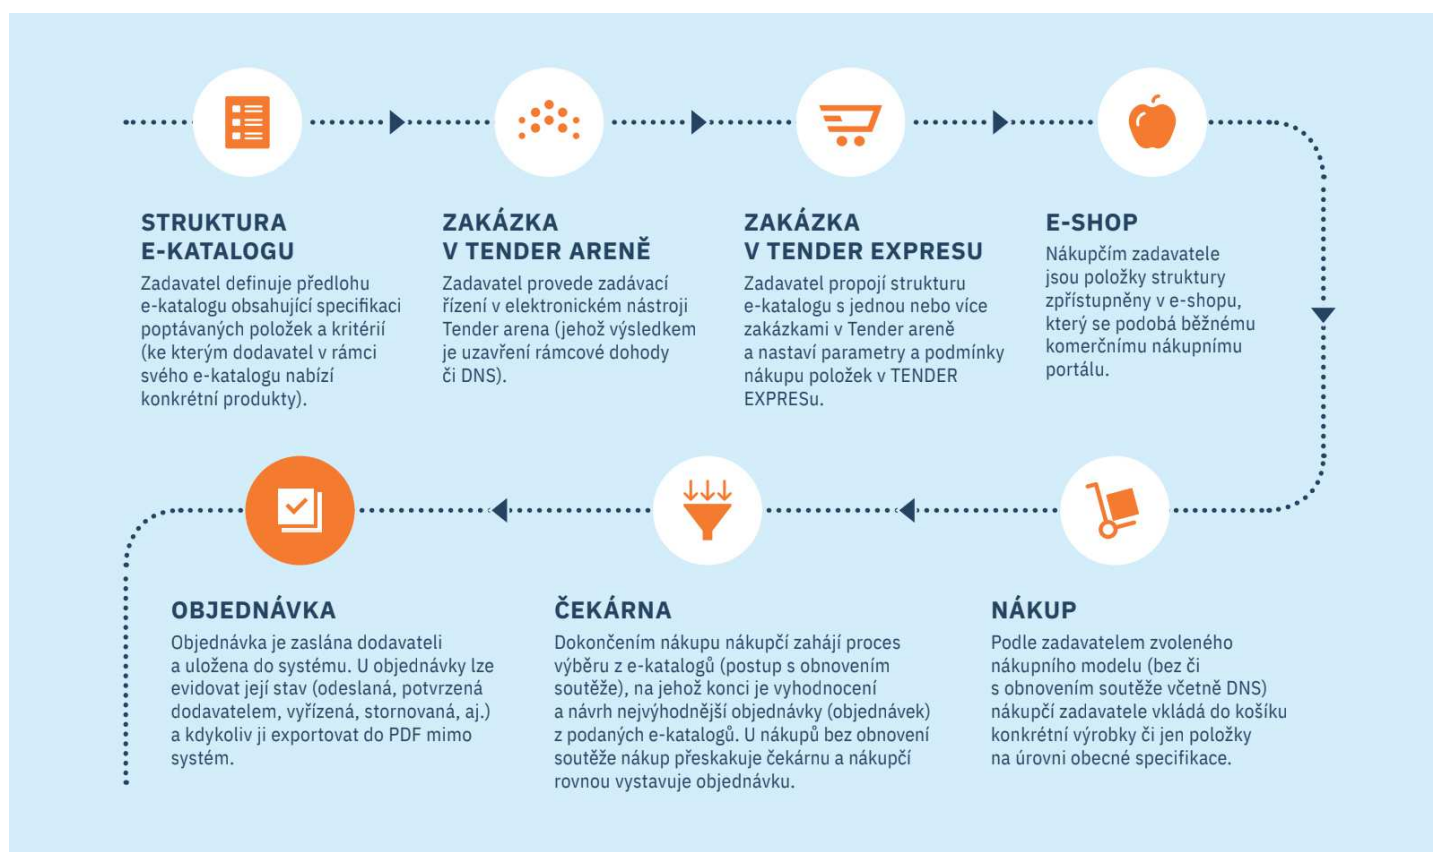 STRUKTURA
E-KATALOGU
Zadavatel definuje předlohu
e-katalogu obsahující specifikaci
poptávaných položek a kritérií
(ke kterým dodavatel v rámci
svého e-katalogu nabízí
konkrétní produkty).
ZAKÁZKA
V TENDER ARENĚ
Zadavatel provede zadávací
řízení v elektronickém nástroji
Tender arena (jehož výsledkem
je uzavření rámcové dohody
či DNS).
ZAKÁZKA
V TENDER EXPRESU
Zadavatel propojí strukturu
e-katalogu s jednou nebo více
zakázkami v Tender areně
a nastaví parametry a podmínky
nákupu položek v TENDER
EXPRESu.
E-SHOP
Nákupčím zadavatele
jsou položky struktury
zpřístupněny v e-shopu,
který se podobá běžnému
komerčnímu nákupnímu
portálu.
NÁKUP
Podle zadavatelem zvoleného
nákupního modelu (bez či
s obnovením soutěže včetně DNS)
nákupčí zadavatele vkládá do košíku
konkrétní výrobky či jen položky
na úrovni obecné specifikace.
ČEKÁRNA
Dokončením nákupu nákupčí zahájí proces
výběru z e-katalogů (postup s obnovením
soutěže), na jehož konci je vyhodnocení
a návrh nejvýhodnější objednávky (objednávek)
z podaných e-katalogů. U nákupů bez obnovení
soutěže nákup přeskakuje čekárnu a nákupčí
rovnou vystavuje objednávku.
OBJEDNÁVKA
Objednávka je zaslána dodavateli
a uložena do systému. U objednávky lze
evidovat její stav (odeslaná, potvrzená
dodavatelem, vyřízená, stornovaná, aj.)
a kdykoliv ji exportovat do PDF mimo
systém.